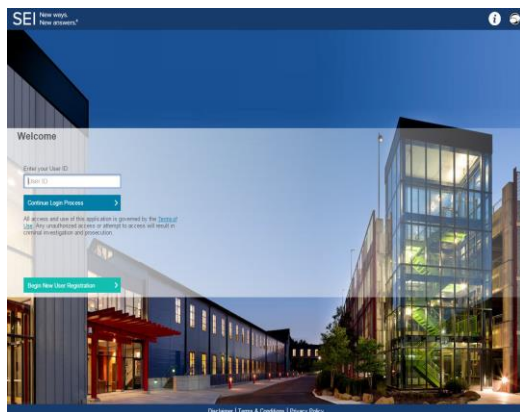 SEI New ways.
New answers.®
Welcome
Enter your User ID
User ID
Continue Login Process
All access and use of this application is governed by the Terms of
Use. Any unauthorized access or attempt to access will result in
criminal investigation and prosecution.
Begin New User Registration
Disclaimer | Terms & Conditions | Privacy Policy